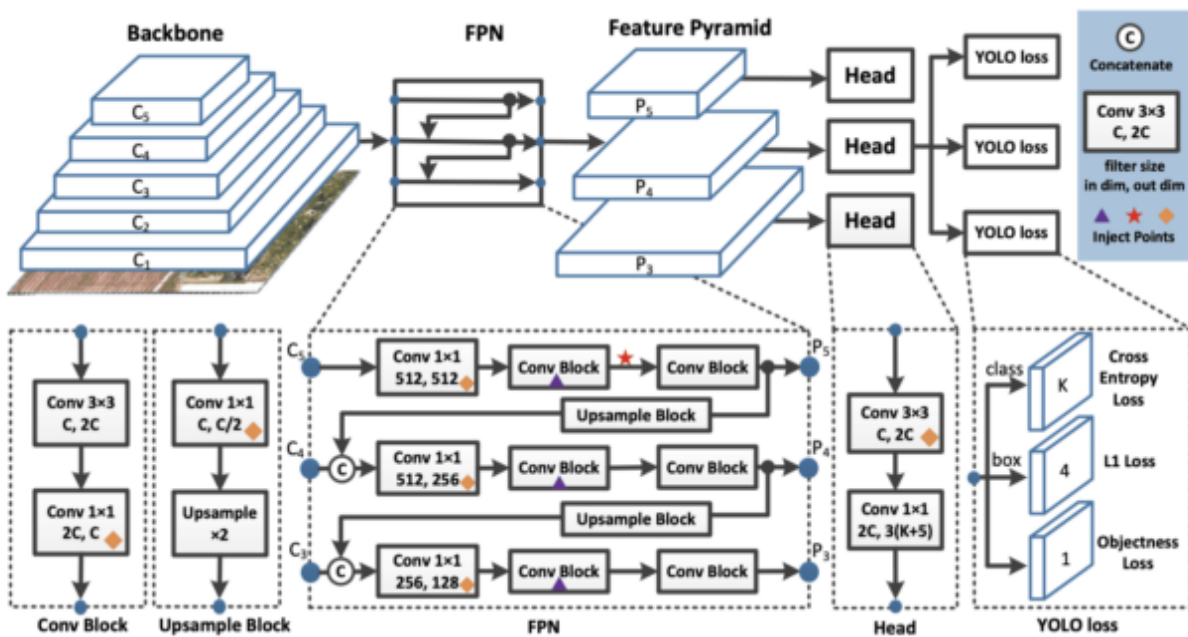 Backbone
FPN
Feature Pyramid
C5
C4
C3
C2
C1
P5
P4
P3
Head
Head
Head
YOLO loss
YOLO loss
YOLO loss
C
Concatenate
Conv 3×3
C, 2C
filter size
in dim, out dim
Inject Points
Conv 3×3
C, 2C
Conv 1×1
2C, C
Conv Block
Conv 1×1
C, C/2
Upsample
×2
Upsample Block
C5
Conv 1×1
512, 512
Conv Block
Conv Block
P5
Upsample Block
C4
C
Conv 1×1
512, 256
Conv Block
Conv Block
P4
Upsample Block
C3
C
Conv 1×1
256, 128
Conv Block
Conv Block
P3
FPN
Conv 3×3
C, 2C
Conv 1×1
2C, 3(K+5)
Head
class
K
Cross
Entropy
Loss
box
4
L1 Loss
1
Objectness
Loss
YOLO loss